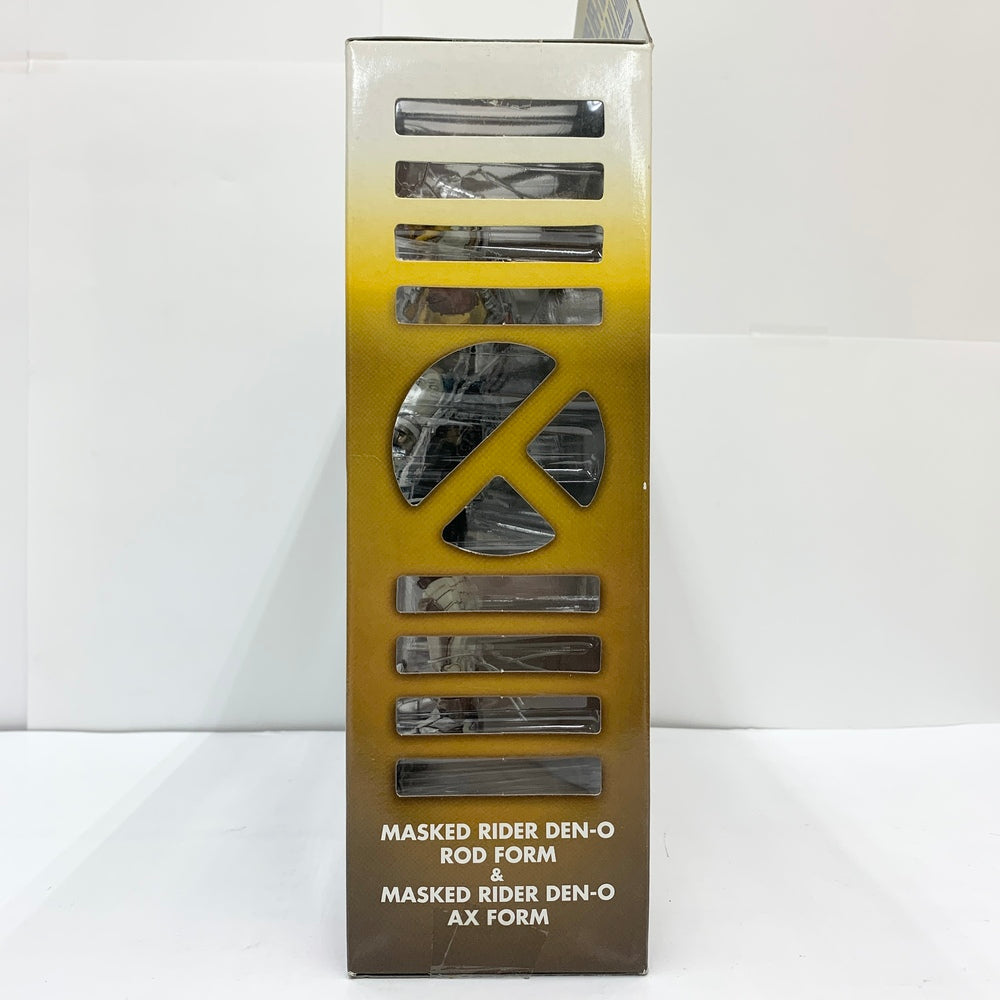 MASKED RIDER DEN-O
ROD FORM
&
MASKED RIDER DEN-O
AX FORM